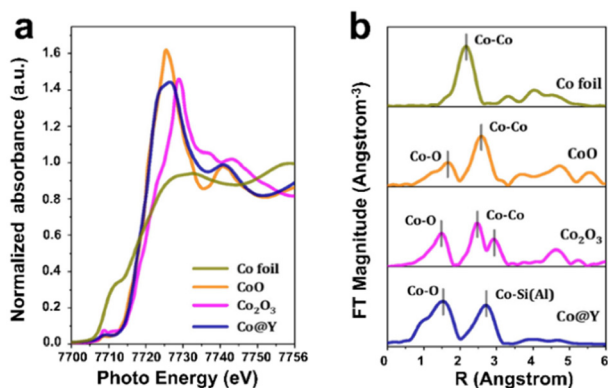 a
Normalized absorbance (a.u.)
1.6
1.4
1.2
1.0
0.8
0.6
0.4
0.2
0.0
7700 7710 7720 7730 7740 7750 7756
Photo Energy (eV)
Co foil
CoO
Co₂O₃
Co@Y
b
FT Magnitude (Angstrom⁻³)
Co-Co
Co foil
Co-O
Co-Co
CoO
Co-O
Co-Co
Co₂O₃
Co-O
Co-Si(Al)
Co@Y
0 1 2 3 4 5 6
R (Angstrom)